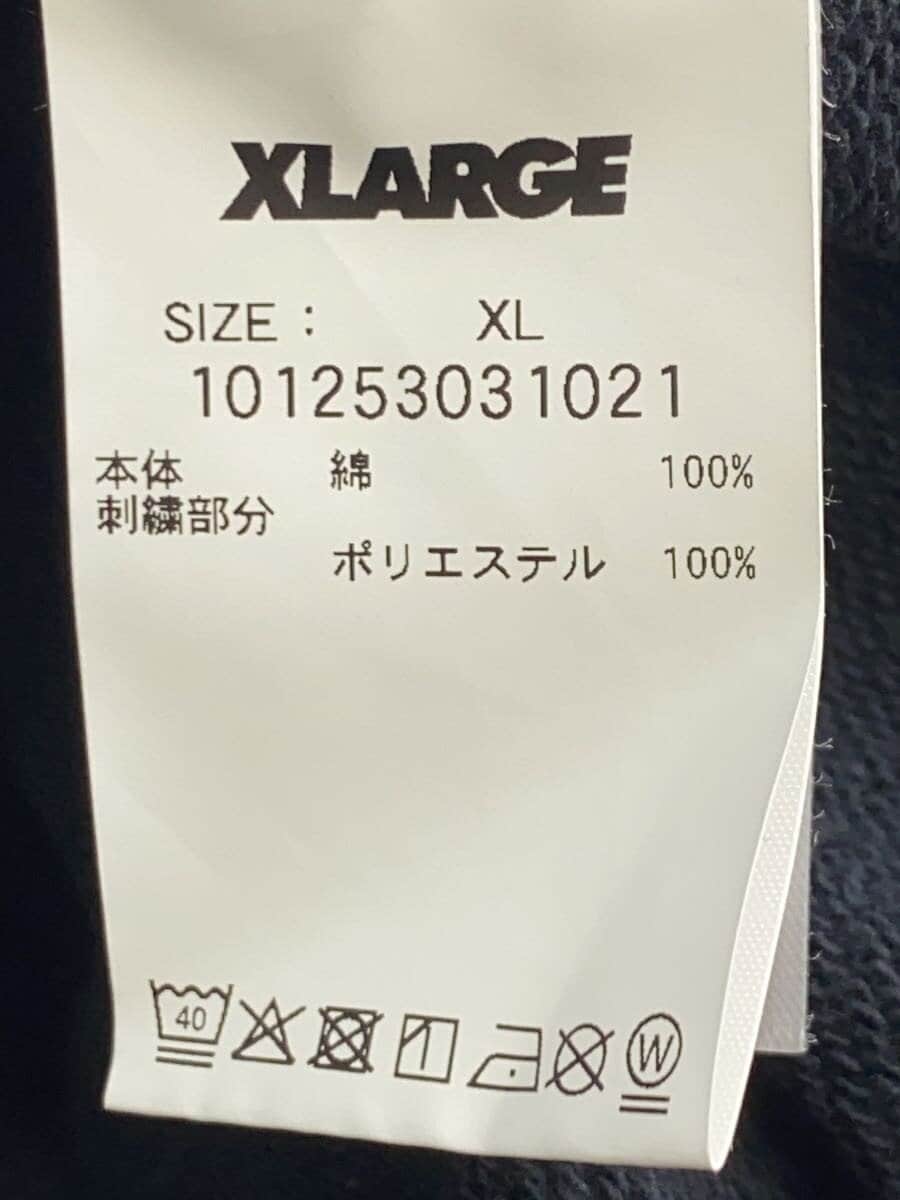 XLARGE
SIZE : XL
101253031021
本体 綿 100%
刺繍部分
ポリエステル 100%
40
W